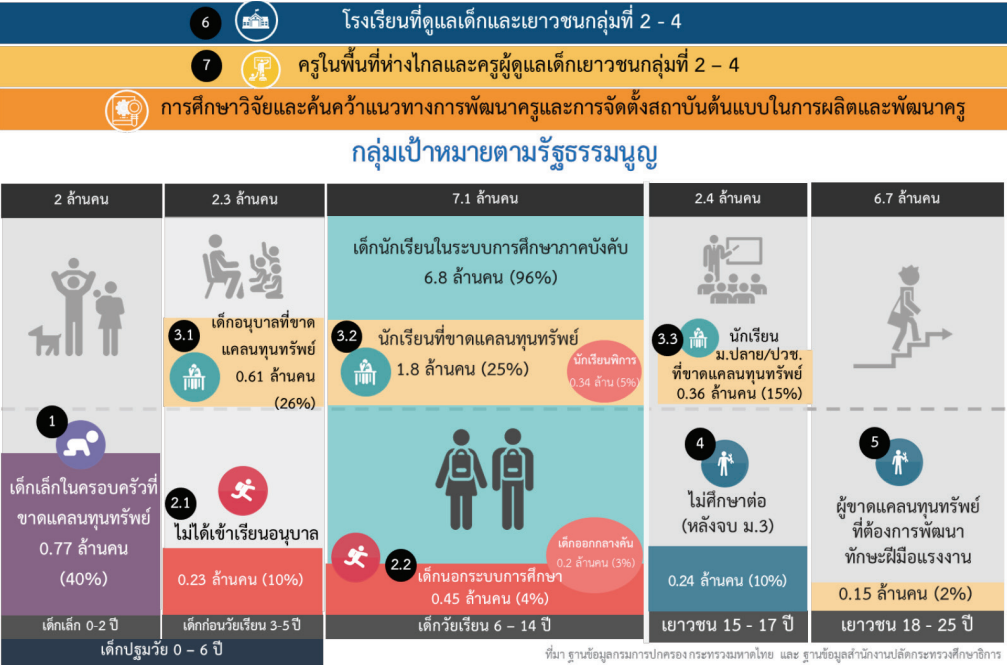 6 โรงเรียนที่ดูแลเด็กและเยาวชนกลุ่มที่ 2 - 4
7 ครูในพื้นที่ห่างไกลและครูผู้ดูแลเด็กเยาวชนกลุ่มที่ 2 – 4
การศึกษาวิจัยและค้นคว้าแนวทางการพัฒนาครูและการจัดตั้งสถาบันต้นแบบในการผลิตและพัฒนาครู
กลุ่มเป้าหมายตามรัฐธรรมนูญ
2 ล้านคน
1
เด็กเล็กในครอบครัวที่
ขาดแคลนทุนทรัพย์
0.77 ล้านคน
(40%)
เด็กเล็ก 0-2 ปี
2.3 ล้านคน
3.1
เด็กอนุบาลที่ขาด
แคลนทุนทรัพย์
0.61 ล้านคน
(26%)
2.1
ไม่ได้เข้าเรียนอนุบาล
0.23 ล้านคน (10%)
เด็กก่อนวัยเรียน 3-5 ปี
เด็กปฐมวัย 0 – 6 ปี
7.1 ล้านคน
เด็กนักเรียนในระบบการศึกษาภาคบังคับ
6.8 ล้านคน (96%)
3.2
นักเรียนที่ขาดแคลนทุนทรัพย์
1.8 ล้านคน (25%)
นักเรียนพิการ
0.34 ล้าน (5%)
เด็กออกกลางคัน
0.2 ล้านคน (3%)
2.2
เด็กนอกระบบการศึกษา
0.45 ล้านคน (4%)
เด็กวัยเรียน 6 – 14 ปี
2.4 ล้านคน
3.3
นักเรียน
ม.ปลาย/ปวช.
ที่ขาดแคลนทุนทรัพย์
0.36 ล้านคน (15%)
4
ไม่ศึกษาต่อ
(หลังจบ ม.3)
0.24 ล้านคน (10%)
เยาวชน 15 - 17 ปี
6.7 ล้านคน
5
ผู้ขาดแคลนทุนทรัพย์
ที่ต้องการพัฒนา
ทักษะฝีมือแรงงาน
0.15 ล้านคน (2%)
เยาวชน 18 - 25 ปี
ที่มา ฐานข้อมูลกรมการปกครอง กระทรวงมหาดไทย และ ฐานข้อมูลสำนักงานปลัดกระทรวงศึกษาธิการ